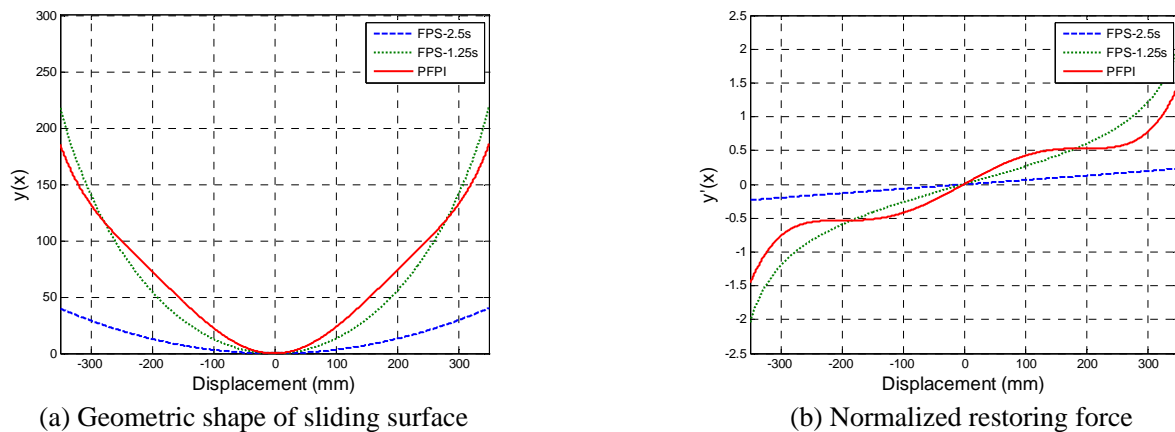 300
250
200
150
100
50
0
y(x)
-300 -200 -100 0 100 200 300
Displacement (mm)
FPS-2.5s
FPS-1.25s
PFPI
(a) Geometric shape of sliding surface
2.5
2
1.5
1
0.5
0
-0.5
-1
-1.5
-2
-2.5
y'(x)
-300 -200 -100 0 100 200 300
Displacement (mm)
FPS-2.5s
FPS-1.25s
PFPI
(b) Normalized restoring force